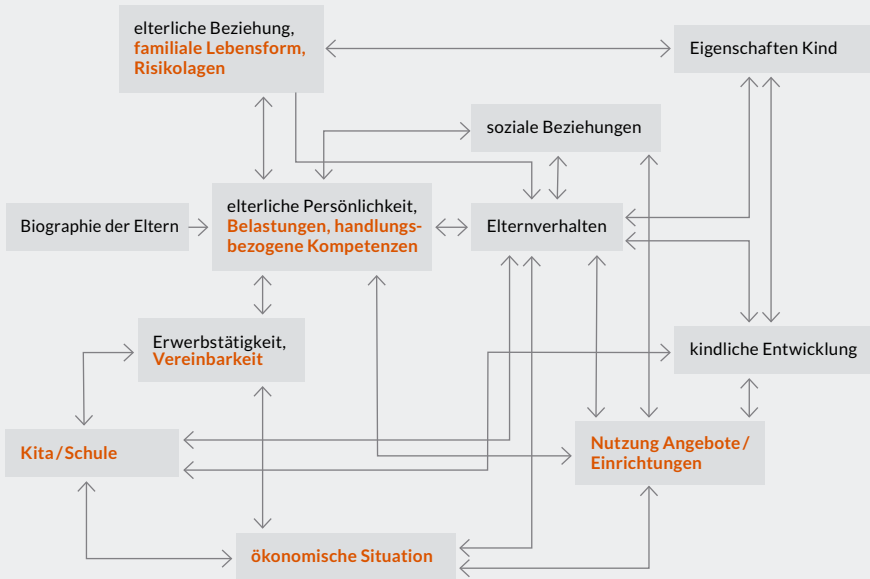 elterliche Beziehung,
familiale Lebensform,
Risikolagen
Eigenschaften Kind
soziale Beziehungen
Biographie der Eltern
elterliche Persönlichkeit,
Belastungen, handlungs-
bezogene Kompetenzen
Elternverhalten
Erwerbstätigkeit,
Vereinbarkeit
kindliche Entwicklung
Kita / Schule
Nutzung Angebote /
Einrichtungen
ökonomische Situation